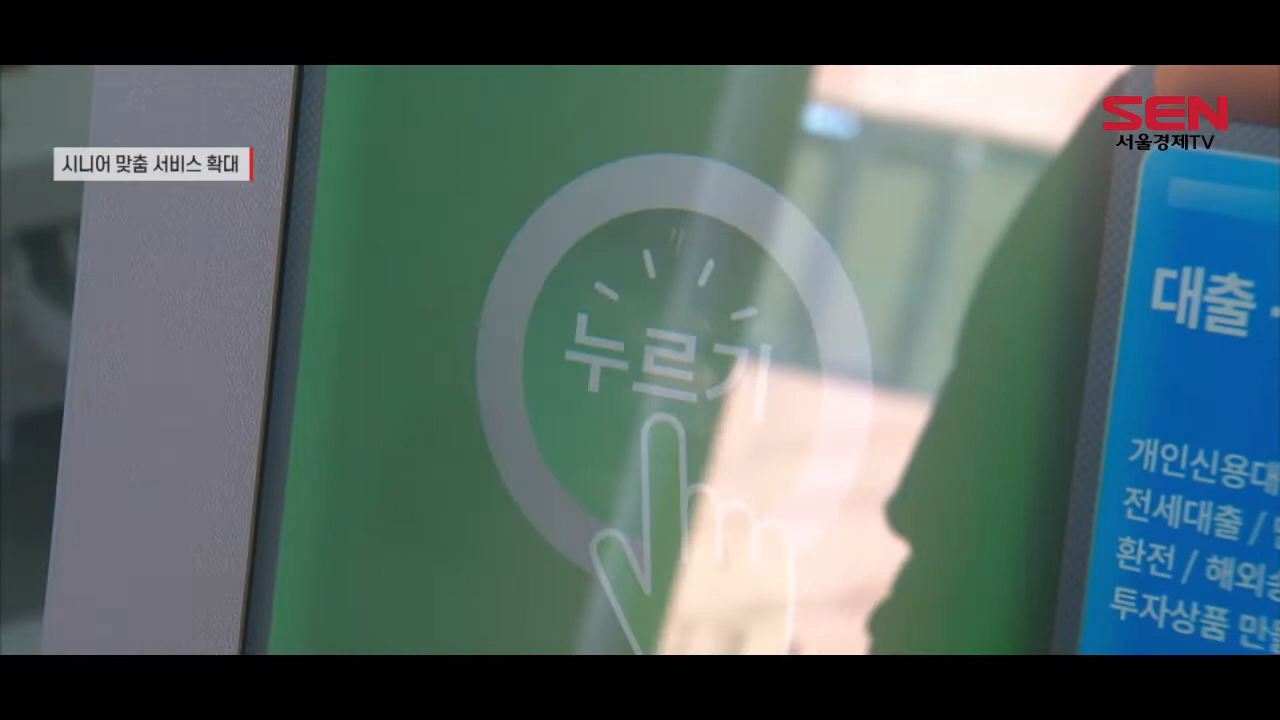 SEN
서울경제TV
시니어 맞춤 서비스 확대
누르기
대출
개인신용대
전세대출 /
환전 / 해외송
투자상품 만